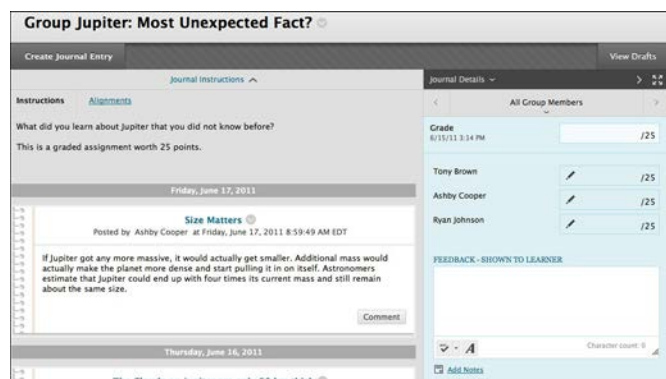 Group Jupiter: Most Unexpected Fact?
Create Journal Entry
View Drafts
Journal Instructions
Instructions Alignments
What did you learn about Jupiter that you did not know before?
This is a graded assignment worth 25 points.
Friday, June 17, 2011
Size Matters
Posted by Ashby Cooper at Friday, June 17, 2011 8:59:49 AM EDT
If Jupiter got any more massive, it would actually get smaller. Additional mass would
actually make the planet more dense and start pulling it in on itself. Astronomers
estimate that Jupiter could end up with four times its current mass and still remain
about the same size.
Comment
Thursday, June 16, 2011
Journal Details
All Group Members
Grade
6/15/11 3:14 PM
/25
Tony Brown /25
Ashby Cooper /25
Ryan Johnson /25
FEEDBACK - SHOWN TO LEARNER
Character count: 0
Add Notes